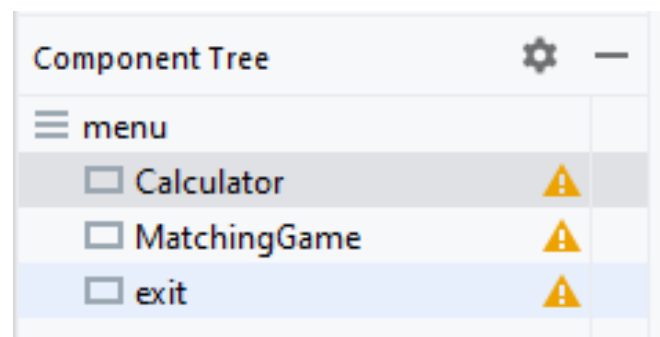 Component Tree
menu
Calculator
MatchingGame
exit